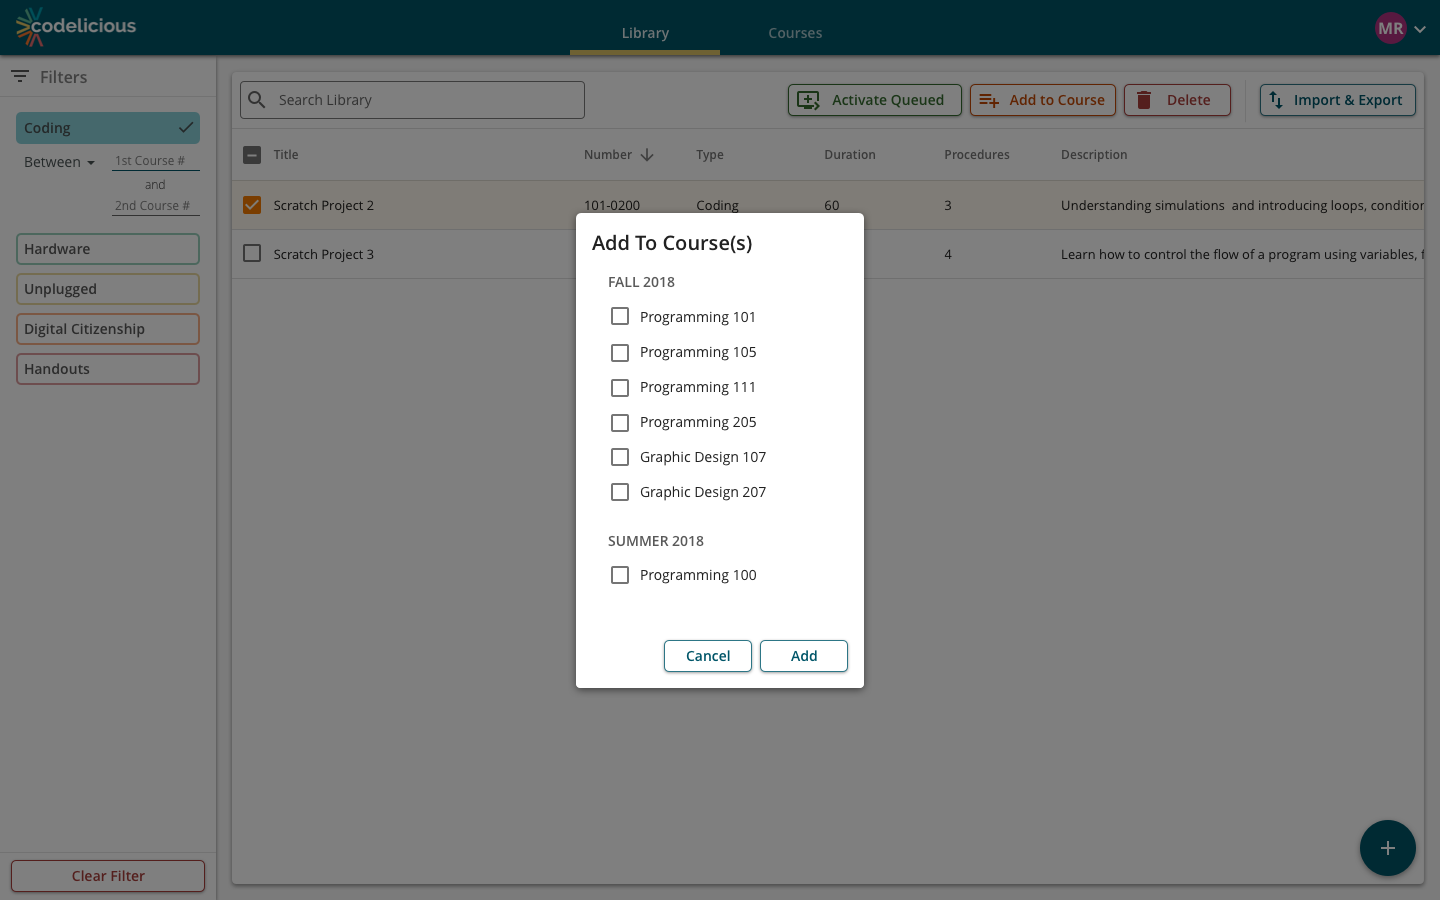 codelicious
Library
Courses
MR
Filters
Search Library
Activate Queued
Add to Course
Delete
Import & Export
Coding
Between
1st Course #
and
2nd Course #
Hardware
Unplugged
Digital Citizenship
Handouts
Clear Filter
Title Number Type Duration Procedures Description
Scratch Project 2 101-0200 Coding 60 3 Understanding simulations and introducing loops, condition
Scratch Project 3 4 Learn how to control the flow of a program using variables, f
Add To Course(s)
FALL 2018
Programming 101
Programming 105
Programming 111
Programming 205
Graphic Design 107
Graphic Design 207
SUMMER 2018
Programming 100
Cancel
Add